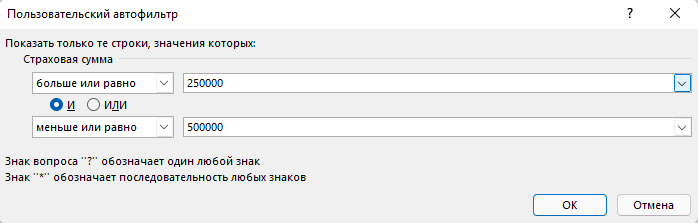 Пользовательский автофильтр
Показать только те строки, значения которых:
Страховая сумма
больше или равно 250000
И ИЛИ
меньше или равно 500000
Знак вопроса "?" обозначает один любой знак
Знак "*" обозначает последовательность любых знаков
ОК Отмена